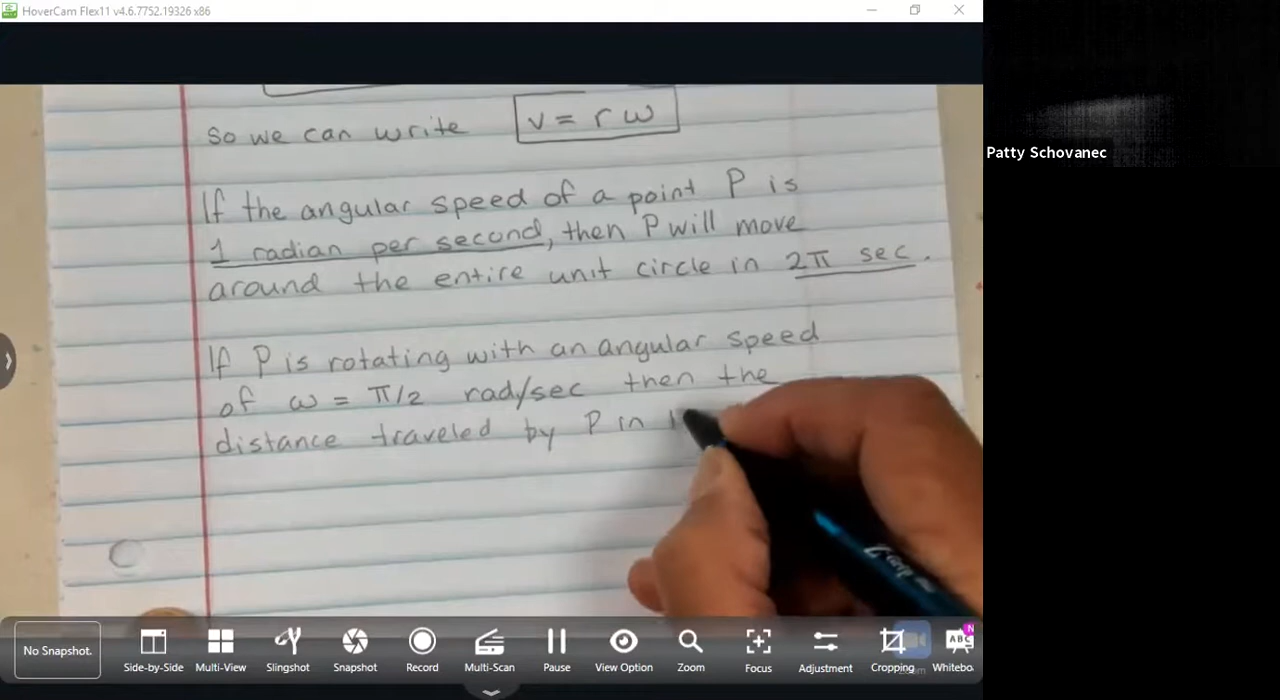 HoverCam Flex11 v4.6.7752.19326 x86
So we can write v = r ω
If the angular speed of a point P is
1 radian per second, then P will move
around the entire unit circle in 2π sec.
If P is rotating with an angular speed
of ω = π/2 rad/sec then the
distance traveled by P in
Patty Schovanec
No Snapshot.
Side-by-Side Multi-View Slingshot Snapshot Record Multi-Scan Pause View Option Zoom Focus Adjustment Cropping Whitebo
ABC
N